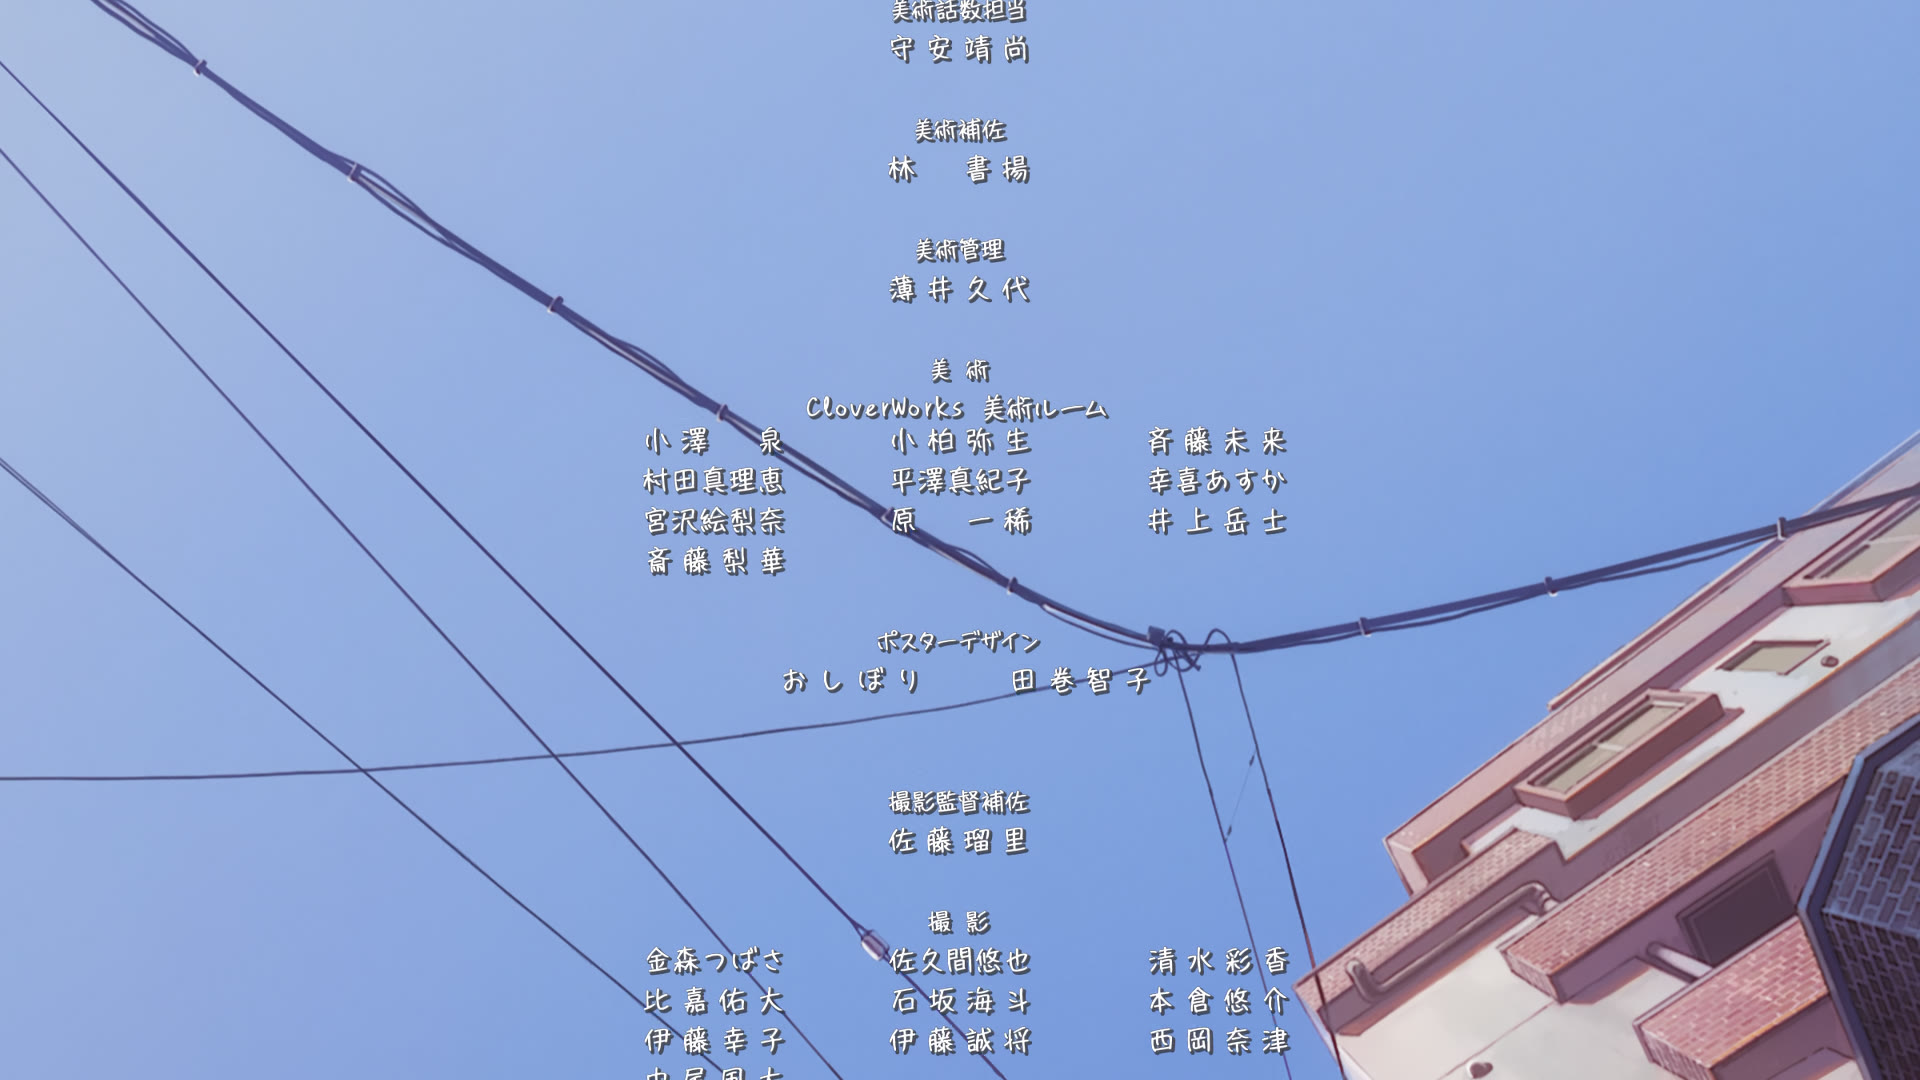 美術話数担当
守安靖尚
美術補佐
林　書揚
美術管理
薄井久代
美術
CloverWorks 美術ルーム
小澤　泉　小柏弥生　斉藤未来
村田真理恵　平澤真紀子　幸喜あすか
宮沢絵梨奈　原　一稀　井上岳士
斎藤梨華
ポスターデザイン
おしぼり　田巻智子
撮影監督補佐
佐藤瑠里
撮影
金森つばさ　佐久間悠也　清水彩香
比嘉佑大　石坂海斗　本倉悠介
伊藤幸子　伊藤誠将　西岡奈津